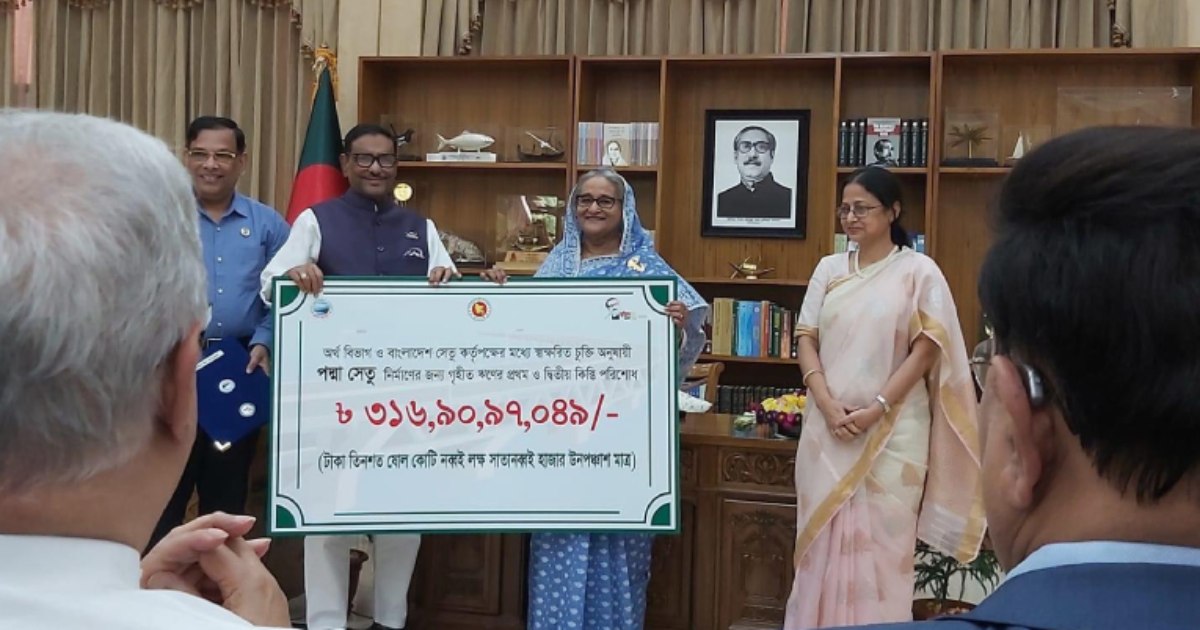 অর্থ বিভাগ ও বাংলাদেশ সেতু কর্তৃপক্ষের মধ্যে স্বাক্ষরিত চুক্তি অনুযায়ী
পদ্মা সেতু নির্মাণের জন্য গৃহীত ঋণের প্রথম ও দ্বিতীয় কিস্তি পরিশোধ
৳ ৩১৬,৯০,৯৭,০৪৯/-
(টাকা তিনশত ষোল কোটি নব্বই লক্ষ সাতানব্বই হাজার উনপঞ্চাশ মাত্র)